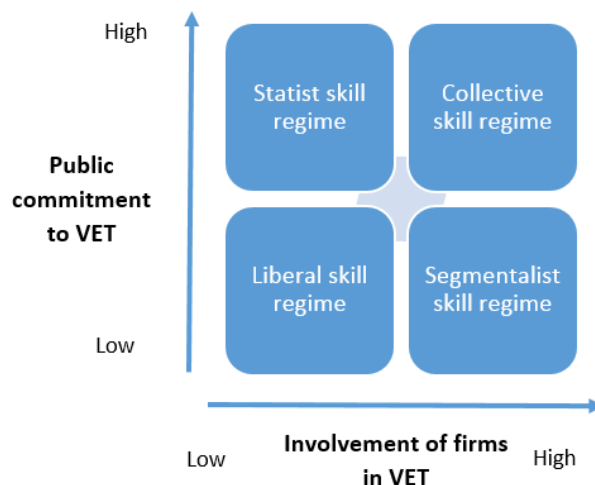 High
Statist skill
regime
Collective
skill regime
Public
commitment
to VET
Liberal skill
regime
Segmentalist
skill regime
Low
Low
Involvement of firms
in VET
High